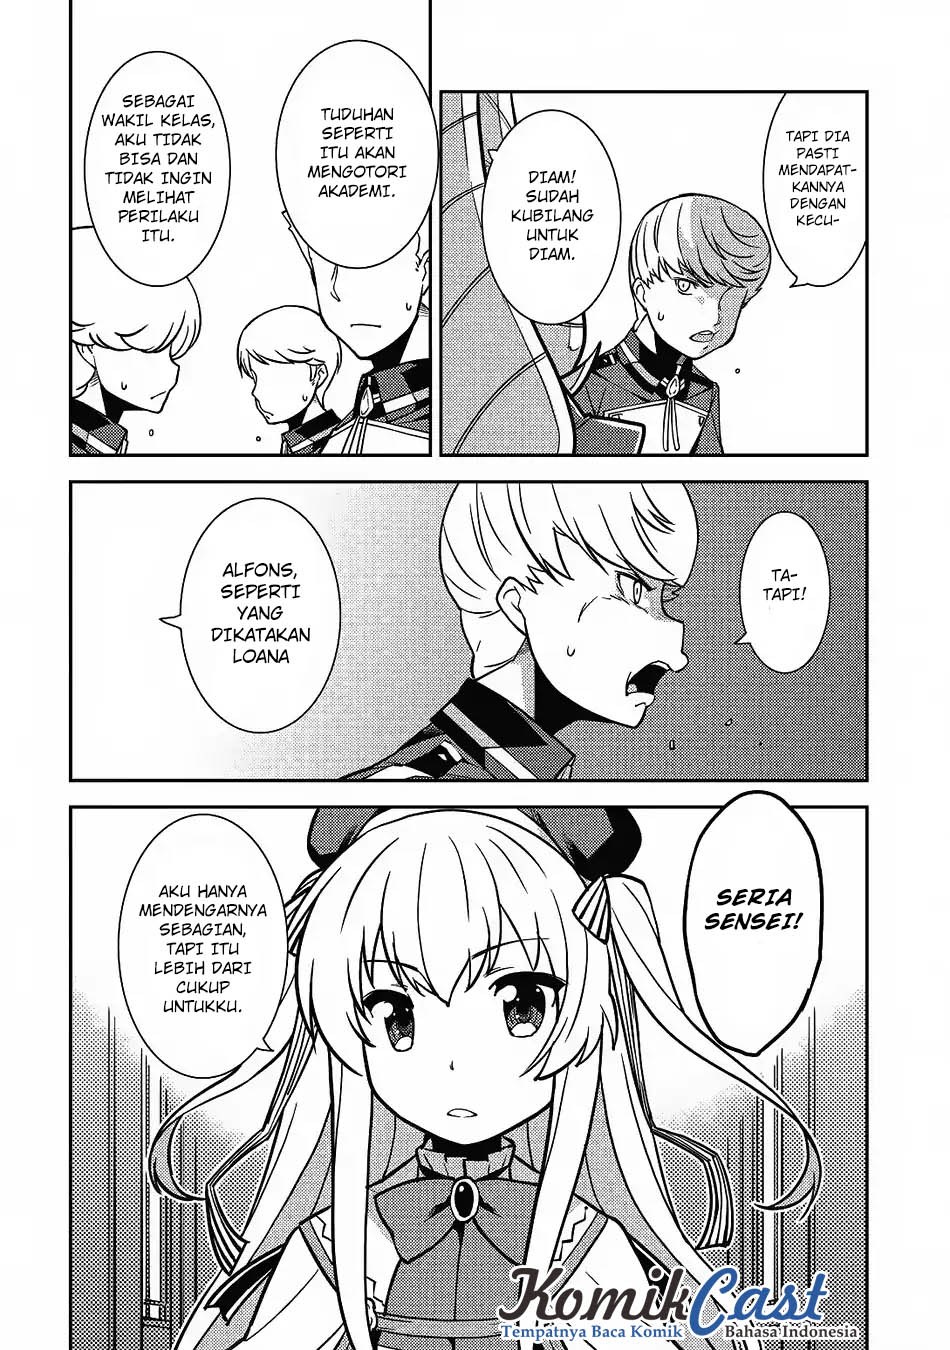 TAPI DIA
PASTI
MENDAPAT-
KANNYA
DENGAN
KECU-
DIAM!
SUDAH
KUBILANG
UNTUK
DIAM.
TUDUHAN
SEPERTI
ITU AKAN
MENGOTORI
AKADEMI.
SEBAGAI
WAKIL KELAS,
AKU TIDAK
BISA DAN
TIDAK INGIN
MELIHAT
PERILAKU
ITU.
TA-
TAPI!
ALFONS,
SEPERTI
YANG
DIKATAKAN
LOANA
SERIA
SENSEI!
AKU HANYA
MENDENGARNYA
SEBAGIAN,
TAPI ITU
LEBIH DARI
CUKUP
UNTUKKU.
KomikCast
Tempatnya Baca Komik Bahasa Indonesia